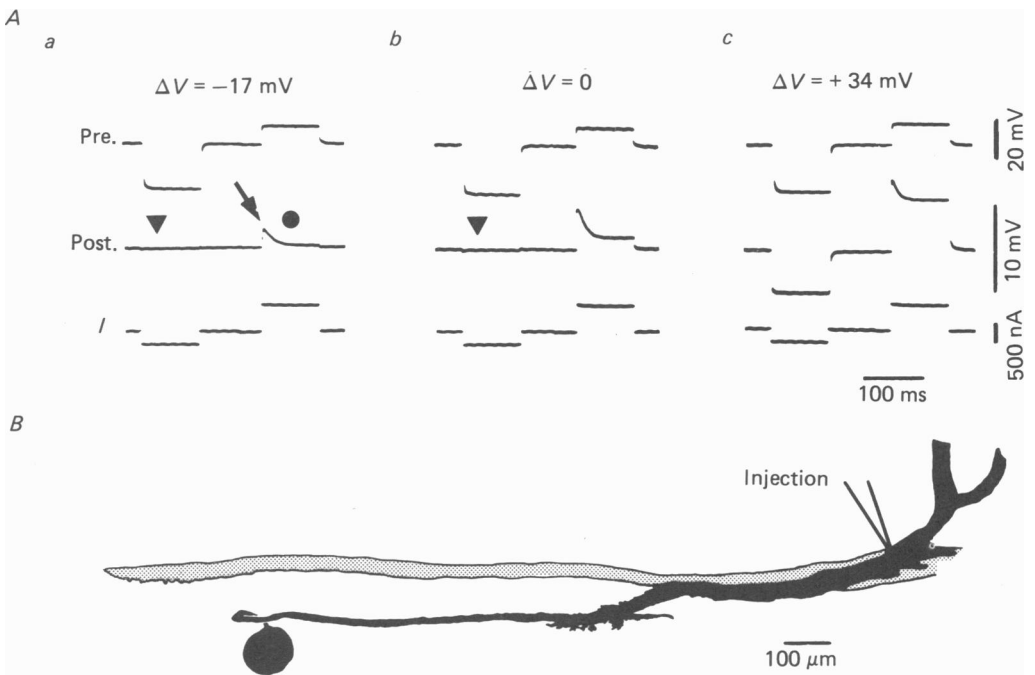 A
a
b
c
ΔV = −17 mV
ΔV = 0
ΔV = + 34 mV
Pre.
20 mV
Post.
10 mV
I
500 nA
100 ms
B
Injection
100 μm